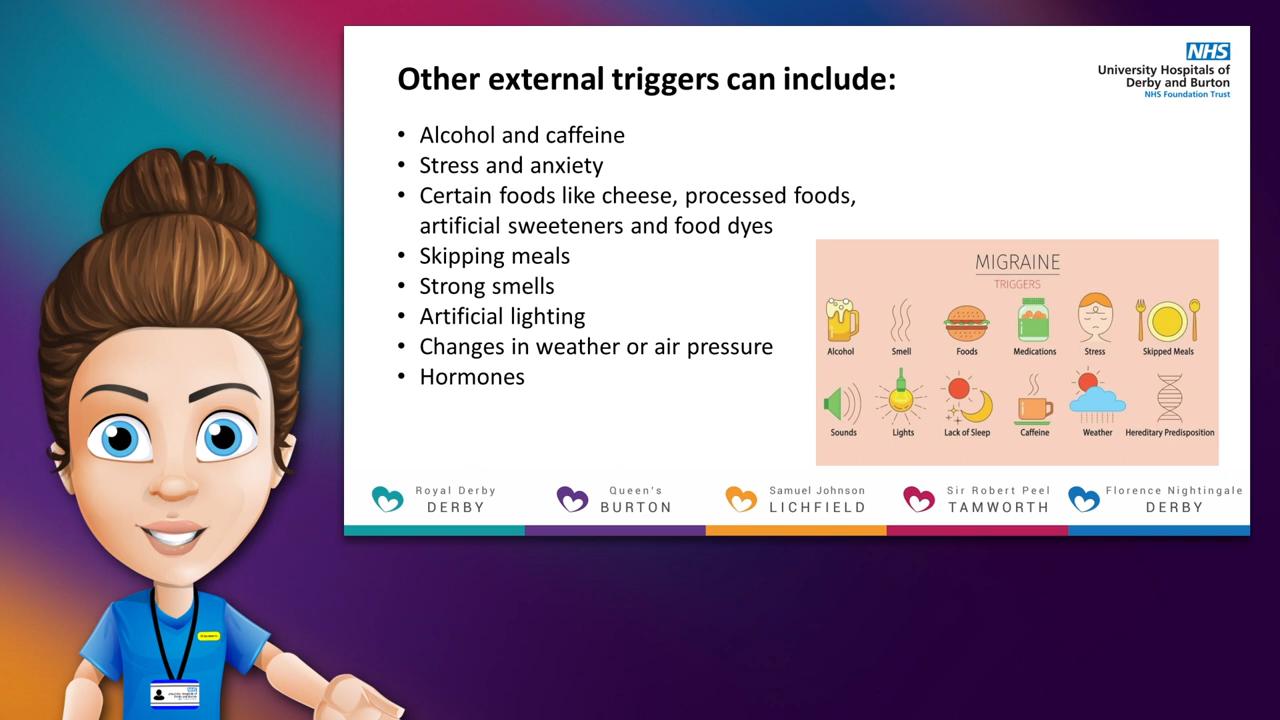 Other external triggers can include:
NHS
University Hospitals of
Derby and Burton
NHS Foundation Trust
• Alcohol and caffeine
• Stress and anxiety
• Certain foods like cheese, processed foods,
artificial sweeteners and food dyes
• Skipping meals
• Strong smells
• Artificial lighting
• Changes in weather or air pressure
• Hormones
MIGRAINE
TRIGGERS
Alcohol Smell Foods Medications Stress Skipped Meals
Sounds Lights Lack of Sleep Caffeine Weather Hereditary Predisposition
Royal Derby
DERBY
Queen's
BURTON
Samuel Johnson
LICHFIELD
Sir Robert Peel
TAMWORTH
Florence Nightingale
DERBY